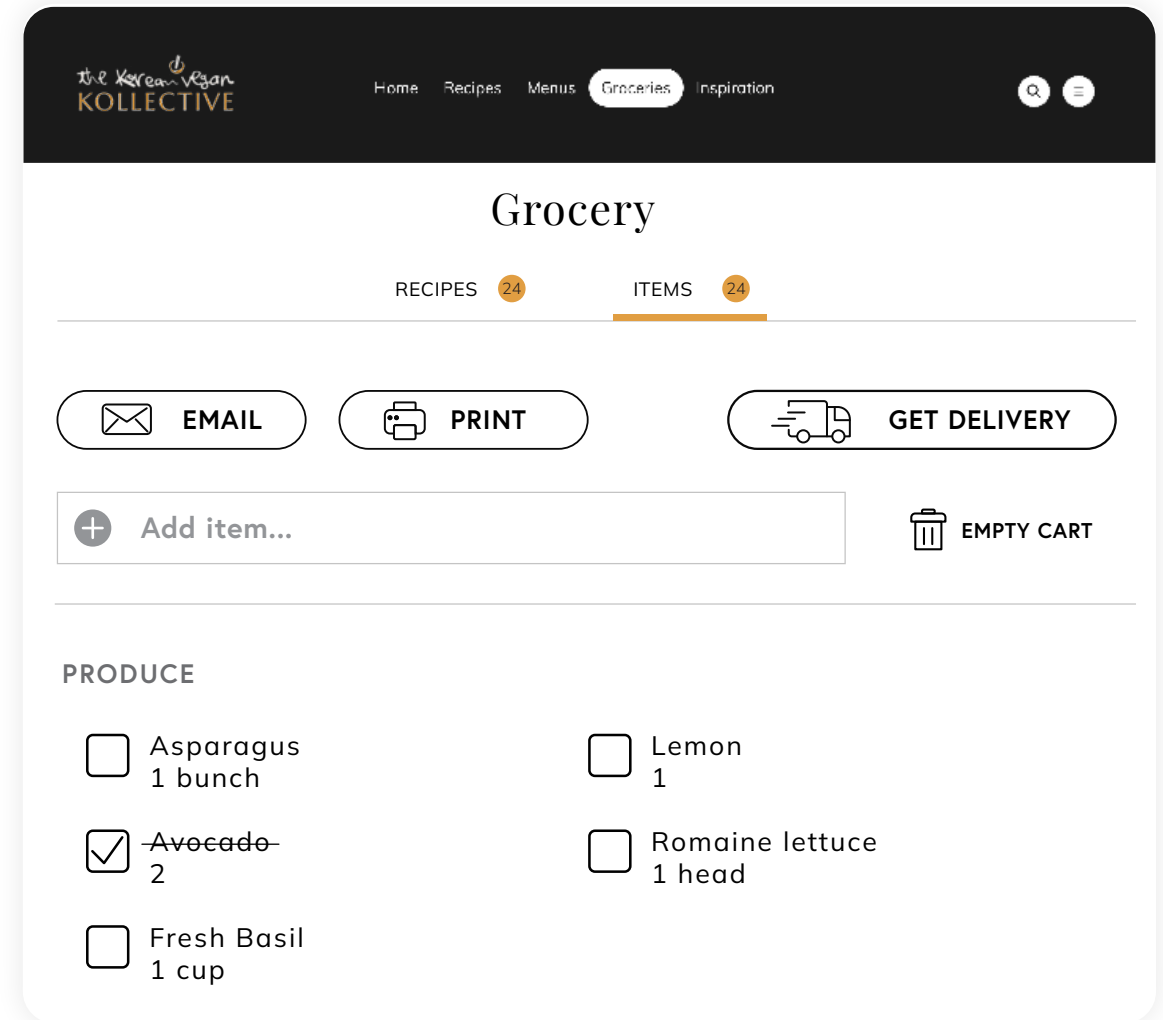 the Korean Vegan
KOLLECTIVE
Home Recipes Menus Groceries Inspiration
Grocery
RECIPES 24 ITEMS 24
EMAIL PRINT GET DELIVERY
Add item... EMPTY CART
PRODUCE
Asparagus
1 bunch
Avocado
2
Fresh Basil
1 cup
Lemon
1
Romaine lettuce
1 head